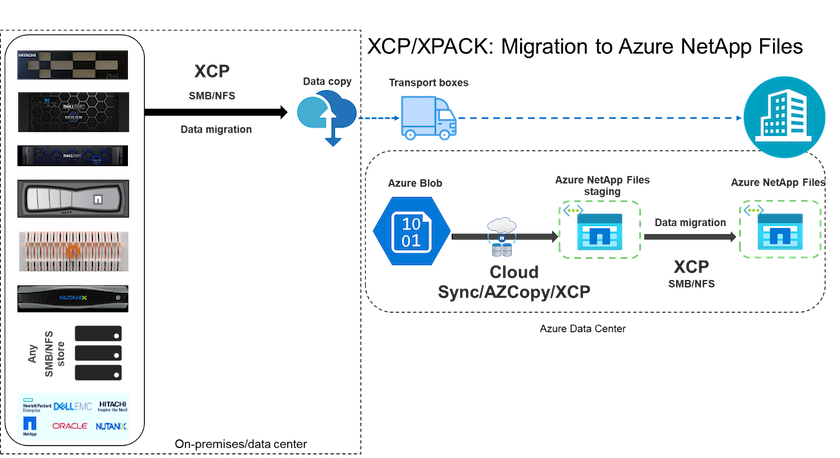 XCP/XPACK: Migration to Azure NetApp Files
HITACHI
XCP
SMB/NFS
Data migration
Data copy
Transport boxes
DELLEMC
DELLEMC
Azure Blob
10
01
Azure NetApp Files
staging
Azure NetApp Files
Data migration
XCP
SMB/NFS
Cloud
Sync/AZCopy/XCP
Azure Data Center
NUTANIX
Any
SMB/NFS
store
Hewlett Packard
Enterprise
DELLEMC
HITACHI
Inspire the Next
NetApp
ORACLE
NUTANIX
On-premises/data center